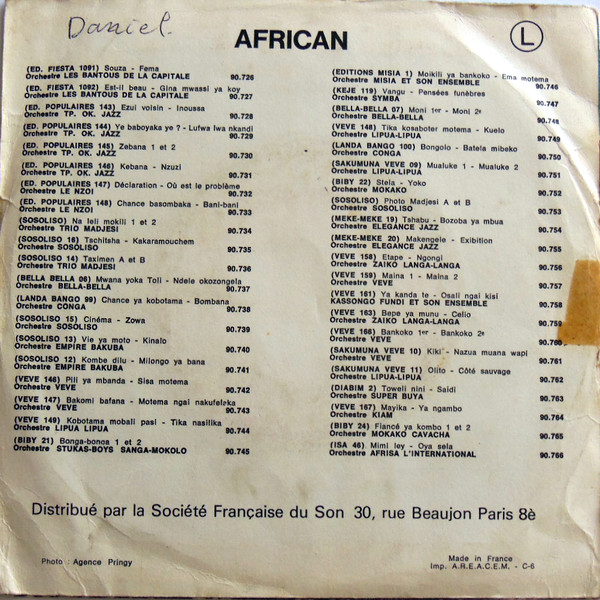 Daniel.
AFRICAN
L
(ED. FIESTA 1091) Souza - Fema
Orchestre LES BANTOUS DE LA CAPITALE 90.726
(ED. FIESTA 1092) Est-il beau - Gina mwassi ya koy
Orchestre LES BANTOUS DE LA CAPITALE 90.727
(ED. POPULAIRES 143) Ezui voisin - Inoussa
Orchestre TP. OK. JAZZ 90.728
(ED. POPULAIRES 144) Ye baboyaka ye ? - Lufwa lwa nkandi
Orchestre TP. OK. JAZZ 90.729
(ED. POPULAIRES 145) Zebana 1 et 2
Orchestre TP. OK. JAZZ 90.730
(ED. POPULAIRES 146) Kebana - Nzuzi
Orchestre TP. OK. JAZZ 90.731
(ED. POPULAIRES 147) Déclaration - Où est le problème
Orchestre LE NZOI 90.732
(ED. POPULAIRES 148) Chance basombaka - Bani-bani
Orchestre LE NZOI 90.733
(SOSOLISO) Na leli mokili 1 et 2
Orchestre TRIO MADJESI 90.734
(SOSOLISO 16) Tschitsha - Kakaramouchem
Orchestre SOSOLISO 90.735
(SOSOLISO 14) Taximen A et B
Orchestre TRIO MADJESI 90.736
(BELLA BELLA 06) Mwana yoka Toli - Ndele okozongela
Orchestre BELLA-BELLA 90.737
(LANDA BANGO 99) Chance ya kobotama - Bombana
Orchestre CONGA 90.738
(SOSOLISO 15) Cinéma - Zowa
Orchestre SOSOLISO 90.739
(SOSOLISO 13) Vie ya moto - Kinalo
Orchestre EMPIRE BAKUBA 90.740
(SOSOLISO 12) Kombe dilu - Milongo ya bana
Orchestre EMPIRE BAKUBA 90.741
(VEVE 146) Pili ya mbanda - Sisa motema
Orchestre VEVE 90.742
(VEVE 147) Bakomi bafana - Motema ngai nakufeleka
Orchestre VEVE 90.743
(VEVE 149) Kobotama mobali pasi - Tika nasilika
Orchestre LIPUA LIPUA 90.744
(BIBY 21) Bonga-bonoa 1 et 2
Orchestre STUKAS-BOYS SANGA-MOKOLO 90.745
(EDITIONS MISIA 1) Moikili ya bankoko - Ema motema
Orchestre MISIA ET SON ENSEMBLE 90.746
(KEJE 119) Vangu - Pensées funèbres
Orchestre SYMBA 90.747
(BELLA-BELLA 07) Moni 1er - Moni 2e
Orchestre BELLA-BELLA 90.748
(VEVE 148) Tika kosaboter motema - Kuelo
Orchestre LIPUA-LIPUA 90.749
(LANDA BANGO 100) Bongolo - Batela mibeko
Orchestre CONGA 90.750
(SAKUMUNA VEVE 09) Mualuke 1 - Mualuke 2
Orchestre LIPUA-LIPUA 90.751
(BIBY 22) Stela - Yoko
Orchestre MOKAKO 90.752
(SOSOLISO) Photo Madjesi A et B
Orchestre SOSOLISO 90.753
(MEKE-MEKE 19) Tshabu - Bozoba ya mbua
Orchestre ELEGANCE JAZZ 90.754
(MEKE-MEKE 20) Makengele - Exibition
Orchestre ELEGANCE JAZZ 90.755
(VEVE 158) Etape - Ngongi
Orchestre ZAIKO LANGA-LANGA 90.756
(VEVE 159) Maina 1 - Maina 2
Orchestre VEVE 90.757
(VEVE 161) Ya kanda te - Osali ngai kisi
KASSONGO FUNDI ET SON ENSEMBLE 90.758
(VEVE 163) Bepe ya munu - Celio
Orchestre ZAIKO LANGA-LANGA 90.759
(VEVE 166) Bankoko 1er - Bankoko 2e
Orchestre VEVE 90.760
(SAKUMUNA VEVE 10) Kiki - Nazua muana wapi
Orchestre VEVE 90.761
(SAKUMUNA VEVE 11) Olito - Côté sauvage
Orchestre LIPUA-LIPUA 90.762
(DIABIM 2) Toweli nini - Saidi
Orchestre SUPER BUYA 90.763
(VEVE 167) Mayika - Ya ngambo
Orchestre KIAM 90.764
(BIBY 24) Fiancé ya kombo 1 et 2
Orchestre MOKAKO CAVACHA 90.765
(ISA 46) Mimi ley - Oya sela
Orchestre AFRISA L'INTERNATIONAL 90.766
Distribué par la Société Française du Son 30, rue Beaujon Paris 8è
Photo : Agence Pringy
Made in France
Imp. A.R.E.A.C.E.M. - C-6